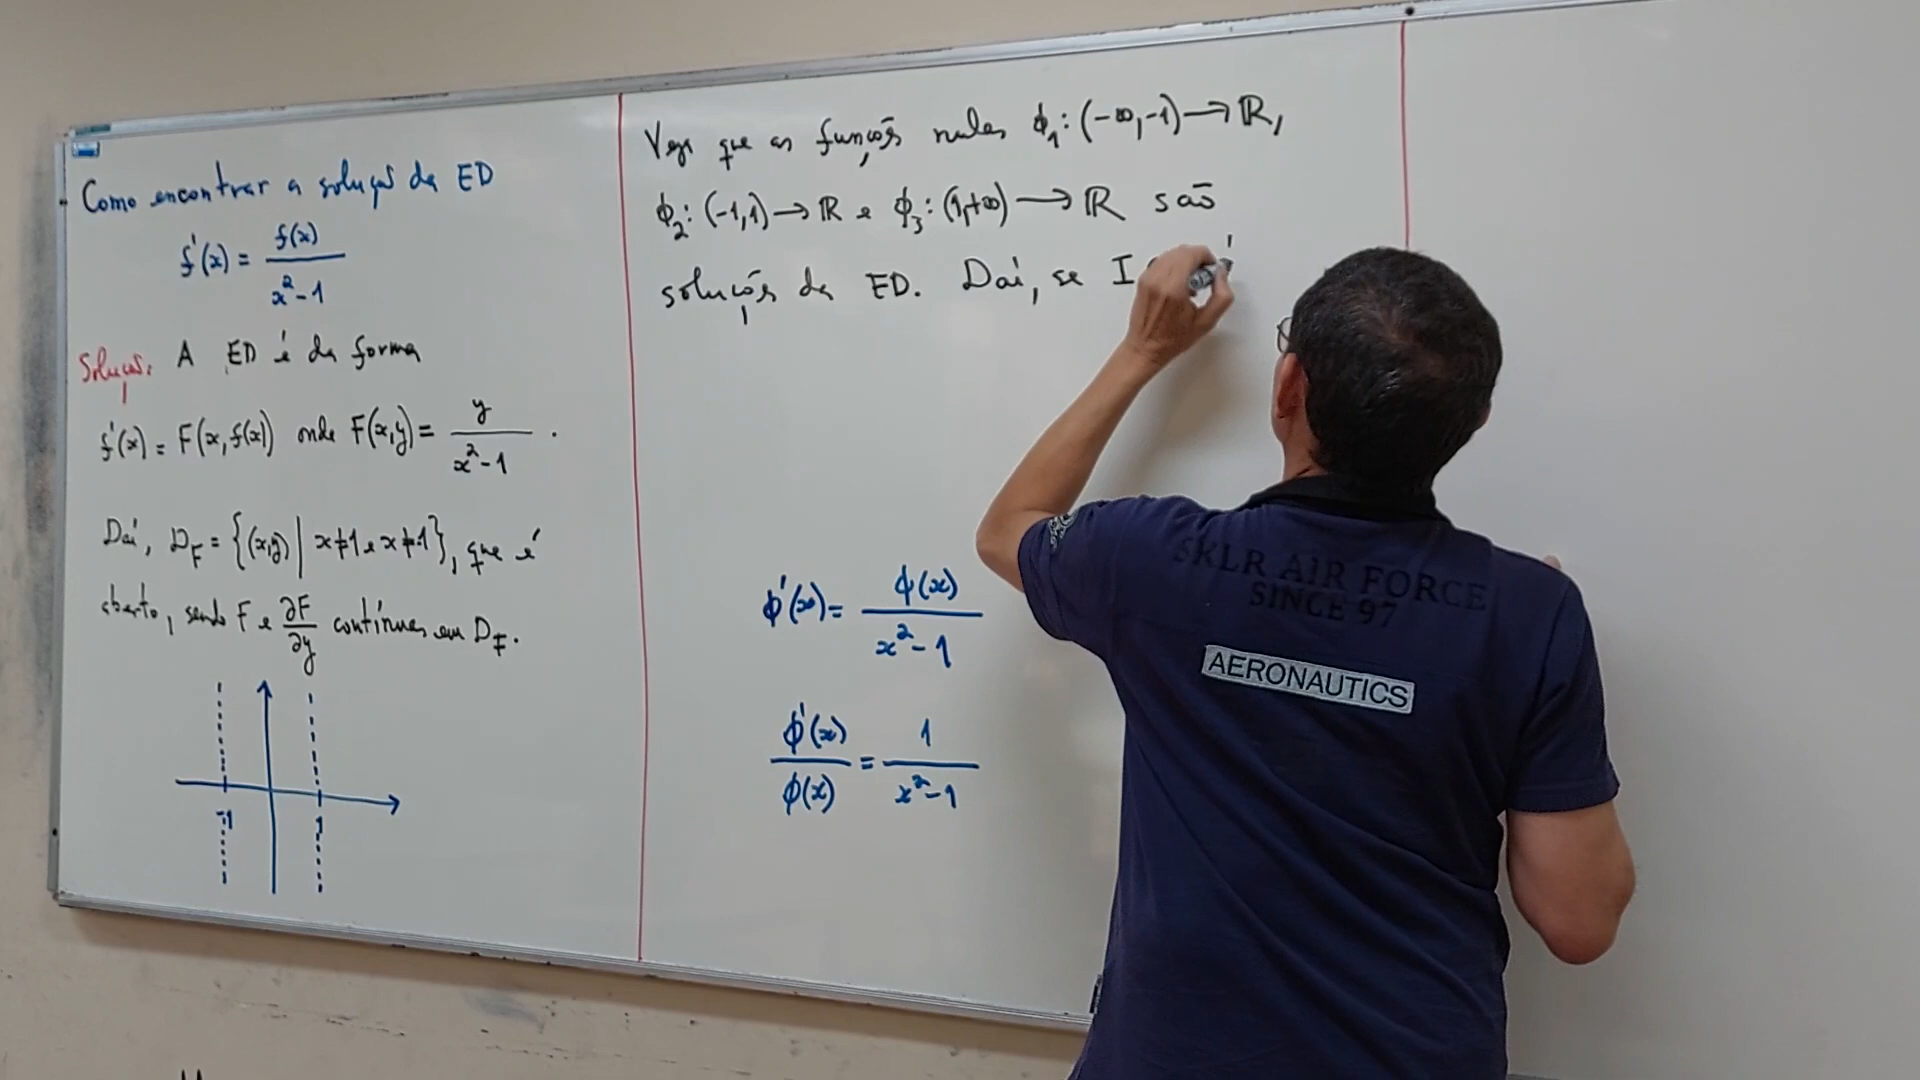 Como encontrar a solução da ED
f'(x) = f(x) / (x² - 1)
Solução. A ED é da forma
f'(x) = F(x, f(x)) onde F(x,y) = y / (x² - 1) .
Daí, D_F = {(x,y) | x≠1 e x≠-1}, que é
aberto, sendo F e ∂F/∂y contínuas em D_F.
-1 1
Veja que as funções nulas ϕ₁: (-∞,-1) → ℝ,
ϕ₂: (-1,1) → ℝ e ϕ₃: (1,+∞) → ℝ são
soluções da ED. Daí, se I
ϕ'(x) = ϕ(x) / (x² - 1)
ϕ'(x) / ϕ(x) = 1 / (x² - 1)
SKLR AIR FORCE
SINCE 97
AERONAUTICS